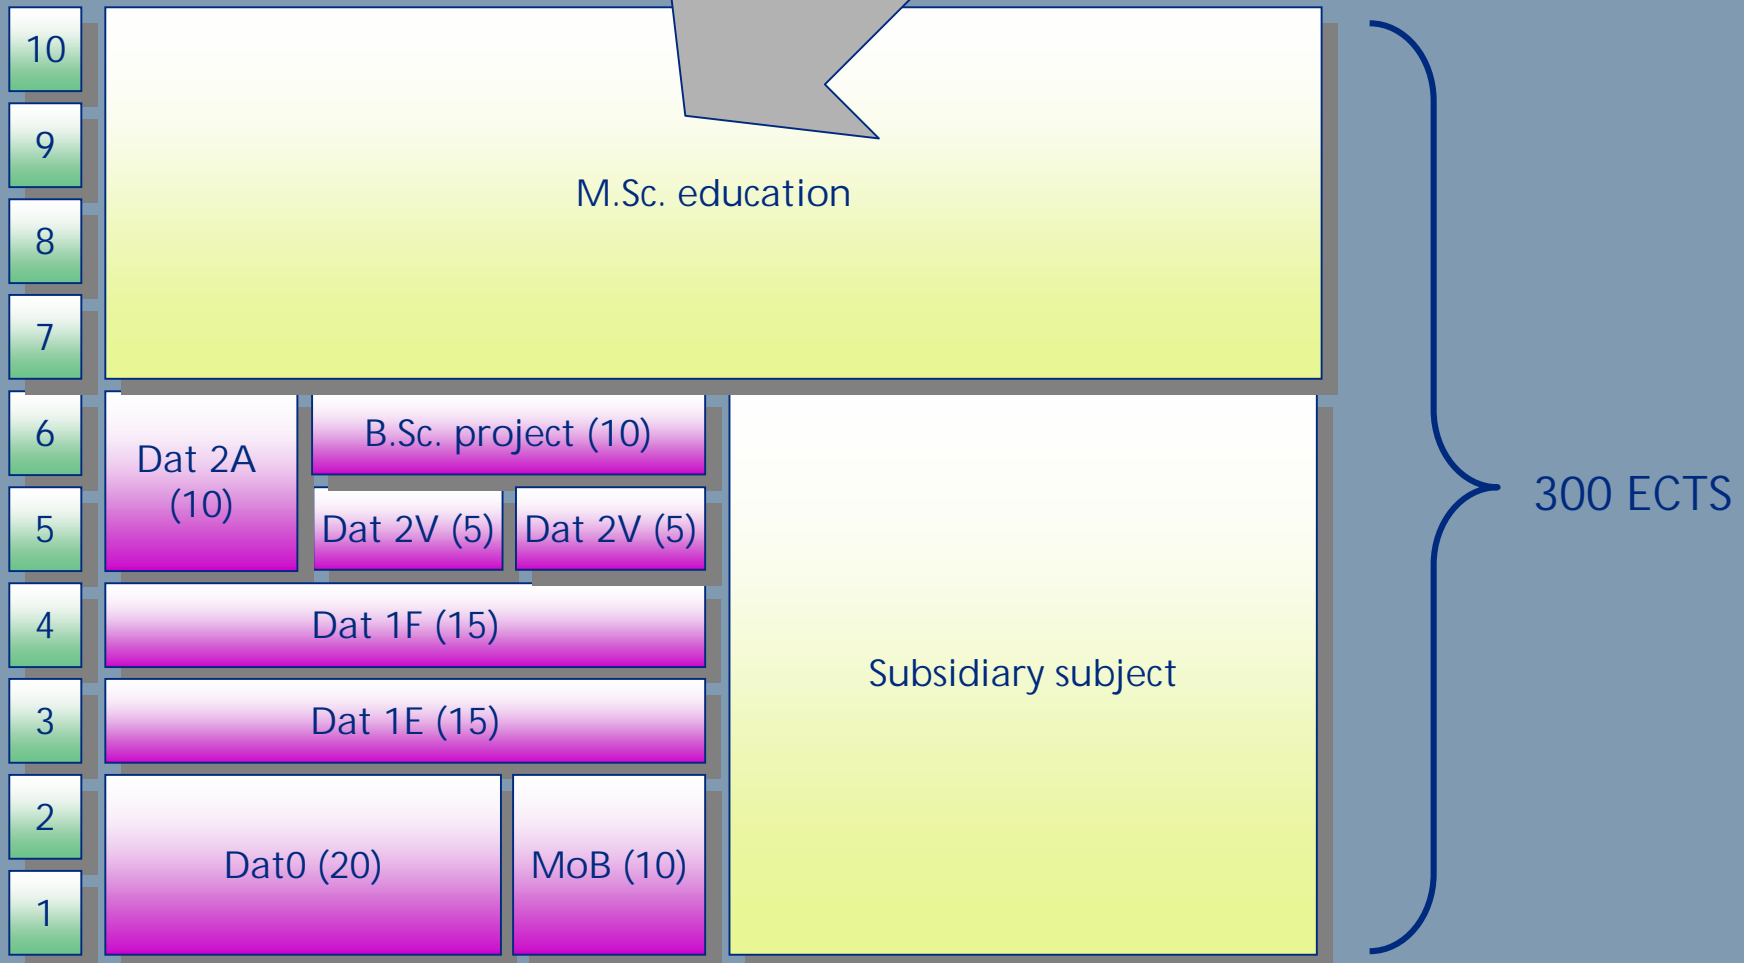 10
9
M.Sc. education
8
7
6
B.Sc. project (10)
Dat 2A
(10)
300 ECTS
5
Dat 2V (5)
Dat 2V (5)
4
Dat 1F (15)
Subsidiary subject
3
Dat 1E (15)
2
Dat0 (20)
MoB (10)
1